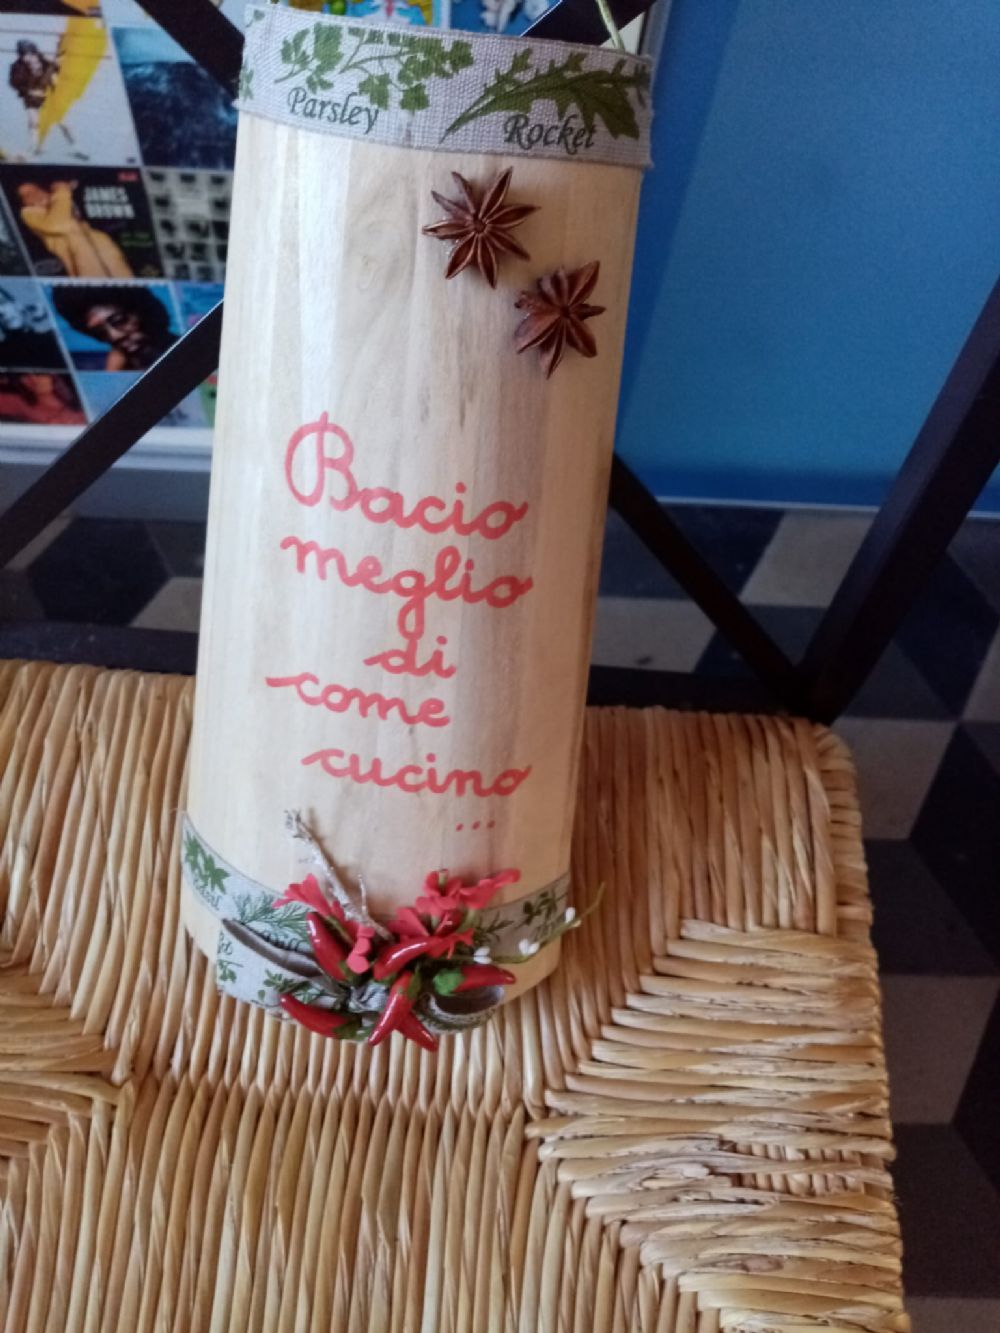 Parsley
Rocket
JAMES
BROWN
Bacio
meglio
di
come
cucino
...